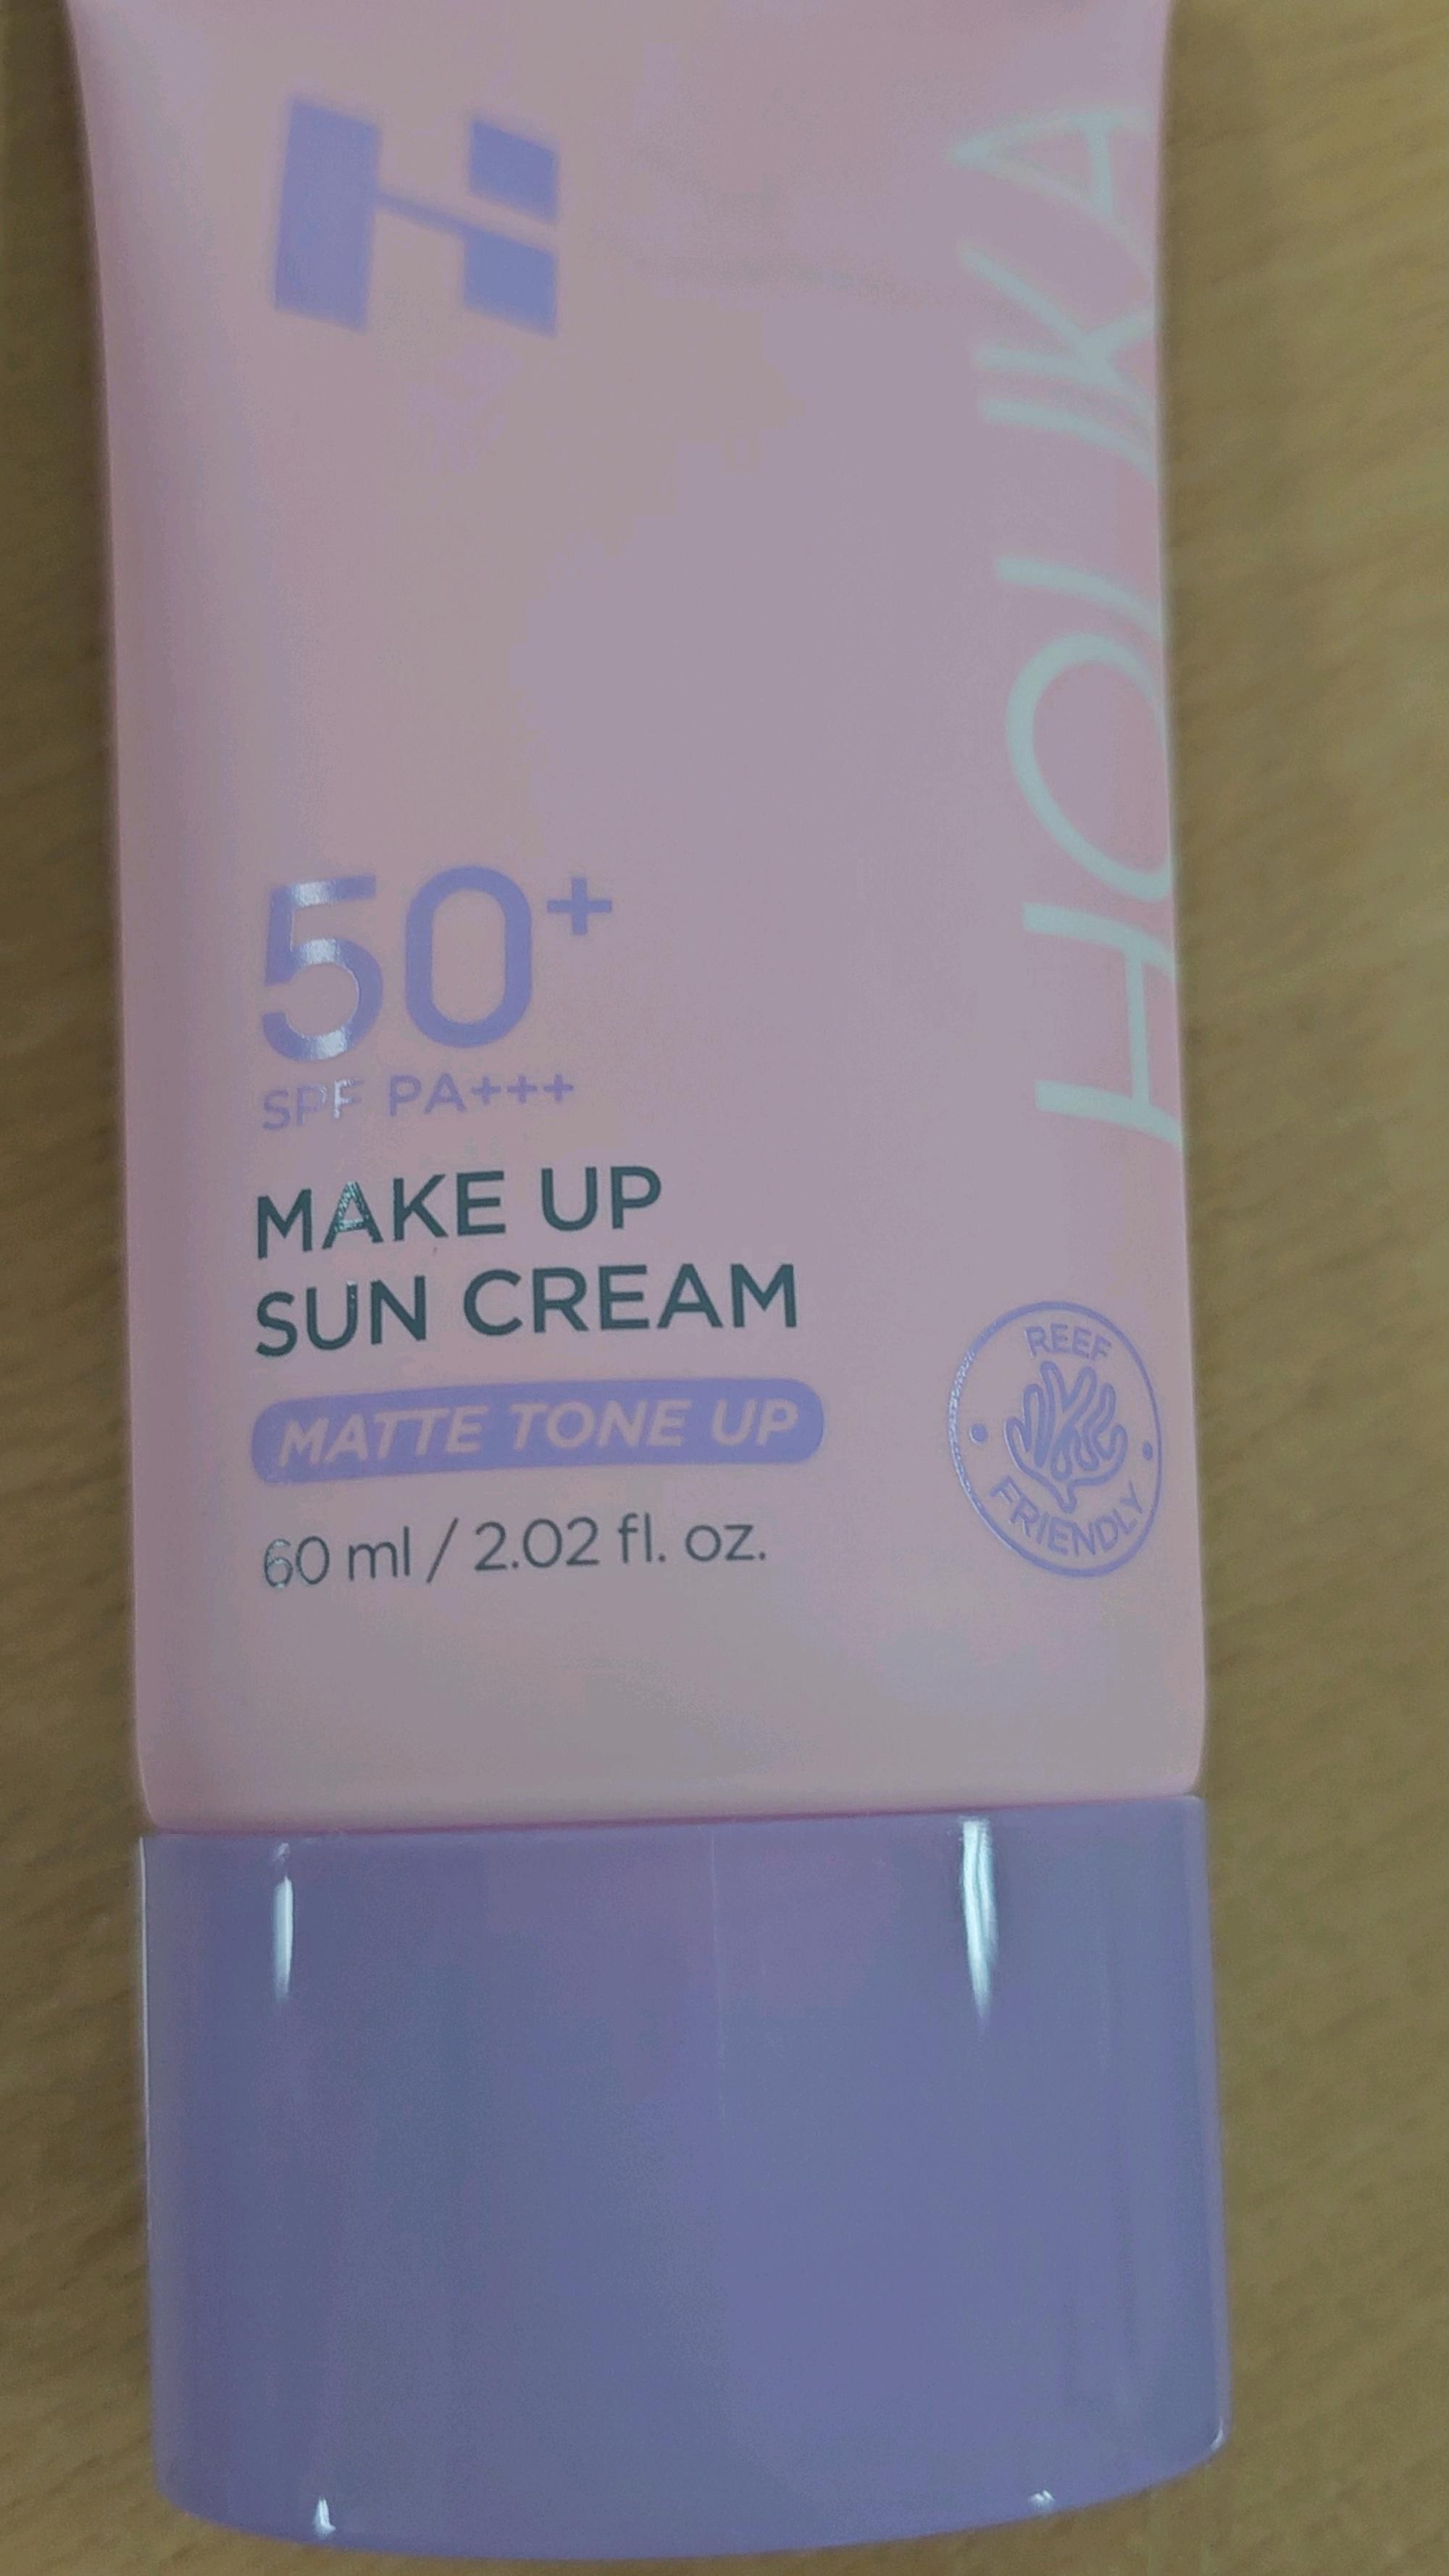 H
HOLIKA
50+
SPF PA+++
MAKE UP
SUN CREAM
MATTE TONE UP
60 ml / 2.02 fl. oz.
REEF
FRIENDLY